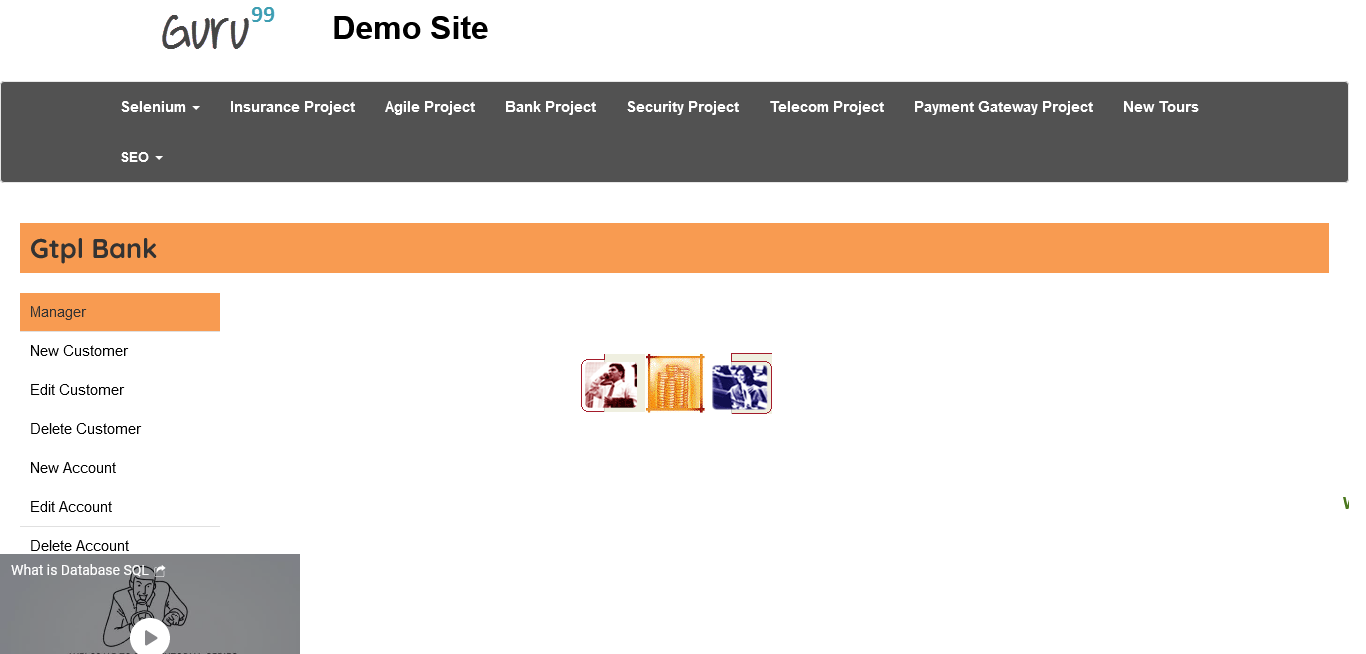 Guru99
Demo Site
Selenium Insurance Project Agile Project Bank Project Security Project Telecom Project Payment Gateway Project New Tours
SEO
Gtpl Bank
Manager
New Customer
Edit Customer
Delete Customer
New Account
Edit Account
Delete Account
What is Database SQL